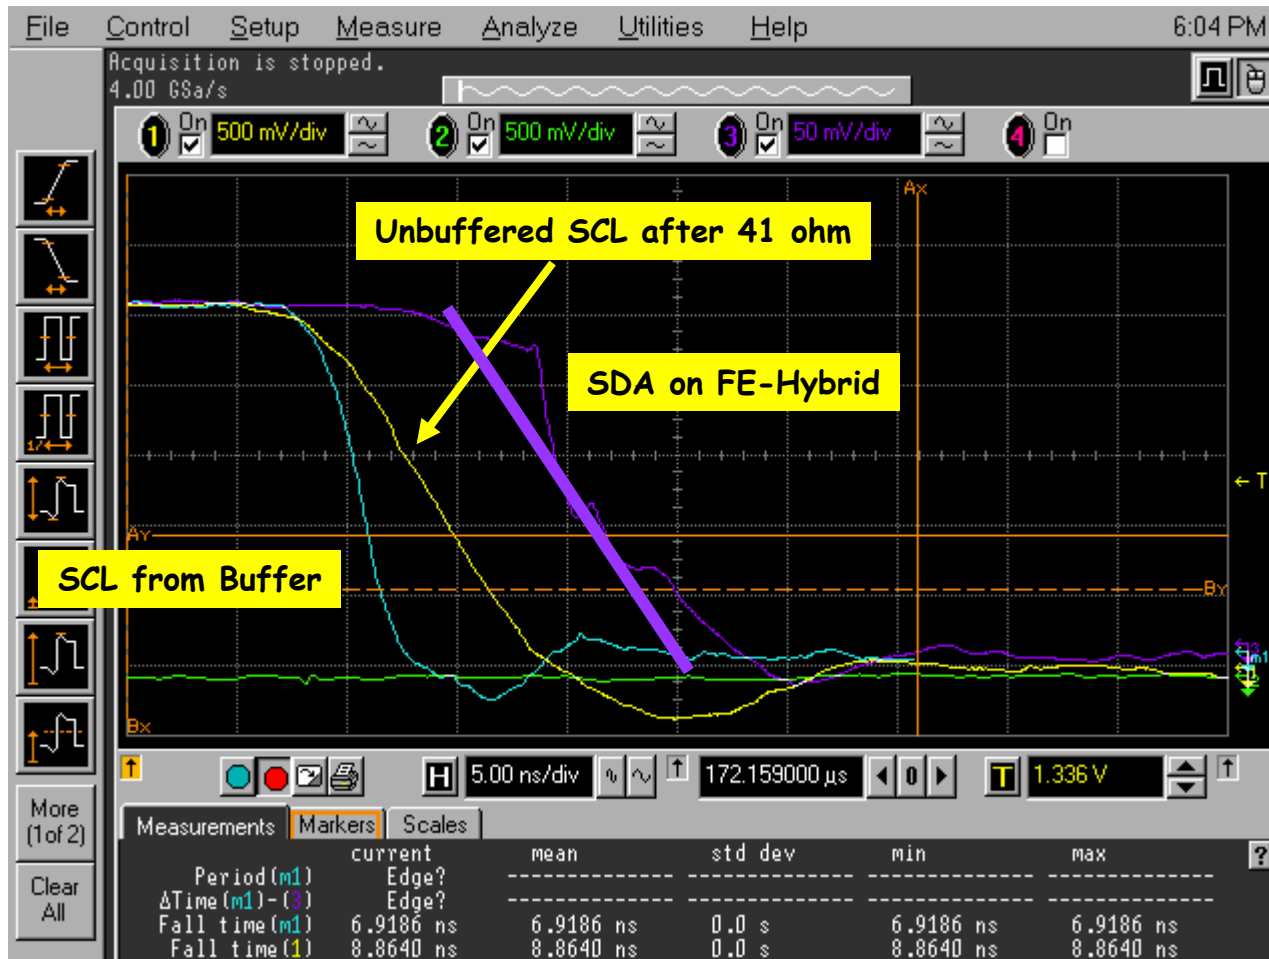 File Control Setup Measure Analyze Utilities Help 6:04 PM
Acquisition is stopped.
4.00 GSa/s
1 On 500 mV/div 2 On 500 mV/div 3 On 50 mV/div 4 On
Ax
Unbuffered SCL after 41 ohm
SDA on FE-Hybrid
T
Ay
SCL from Buffer
By
m1
Bx
H 5.00 ns/div 172.159000 µs 0 T 1.336 V
More
(1of 2)
Clear
All
Measurements Markers Scales
current mean std dev min max
Period(m1) Edge? -------------- -------------- -------------- --------------
ΔTime(m1)-(3) Edge? -------------- -------------- -------------- --------------
Fall time(m1) 6.9186 ns 6.9186 ns 0.0 s 6.9186 ns 6.9186 ns
Fall time(1) 8.8640 ns 8.8640 ns 0.0 s 8.8640 ns 8.8640 ns
?